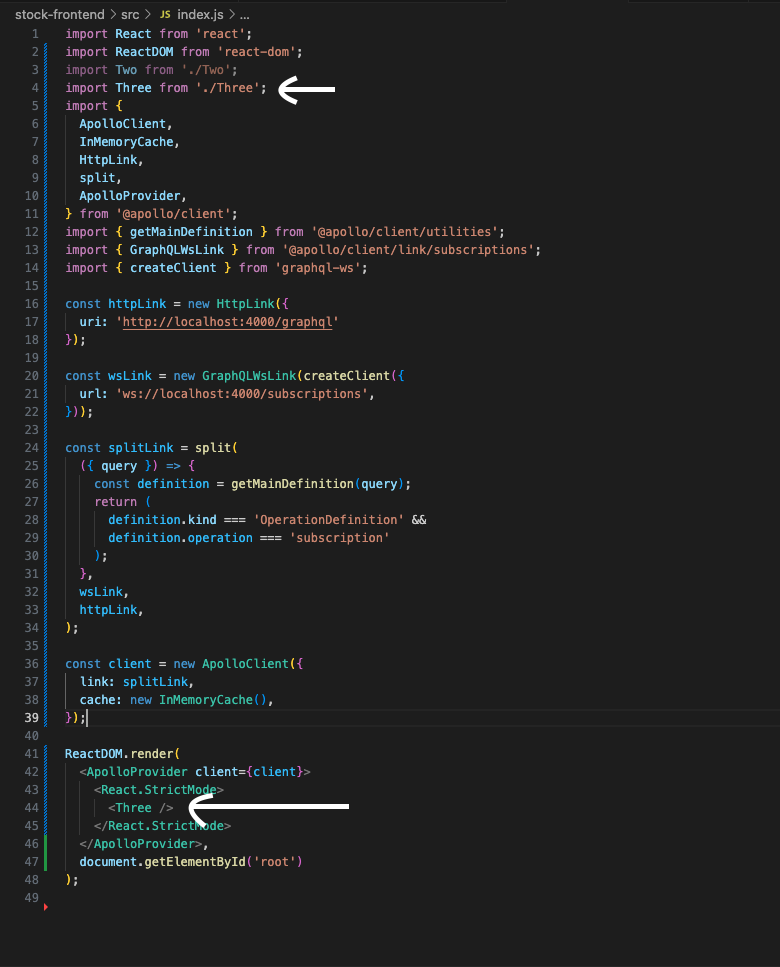 stock-frontend > src > JS index.js > ...
1 import React from 'react';
2 import ReactDOM from 'react-dom';
3 import Two from './Two';
4 import Three from './Three';
5 import {
6   ApolloClient,
7   InMemoryCache,
8   HttpLink,
9   split,
10   ApolloProvider,
11 } from '@apollo/client';
12 import { getMainDefinition } from '@apollo/client/utilities';
13 import { GraphQLWsLink } from '@apollo/client/link/subscriptions';
14 import { createClient } from 'graphql-ws';
15
16 const httpLink = new HttpLink({
17   uri: 'http://localhost:4000/graphql'
18 });
19
20 const wsLink = new GraphQLWsLink(createClient({
21   url: 'ws://localhost:4000/subscriptions',
22 }));
23
24 const splitLink = split(
25   ({ query }) => {
26     const definition = getMainDefinition(query);
27     return (
28       definition.kind === 'OperationDefinition' &&
29       definition.operation === 'subscription'
30     );
31   },
32   wsLink,
33   httpLink,
34 );
35
36 const client = new ApolloClient({
37   link: splitLink,
38   cache: new InMemoryCache(),
39 });
40
41 ReactDOM.render(
42   <ApolloProvider client={client}>
43     <React.StrictMode>
44       <Three />
45     </React.StrictMode>
46   </ApolloProvider>,
47   document.getElementById('root')
48 );
49